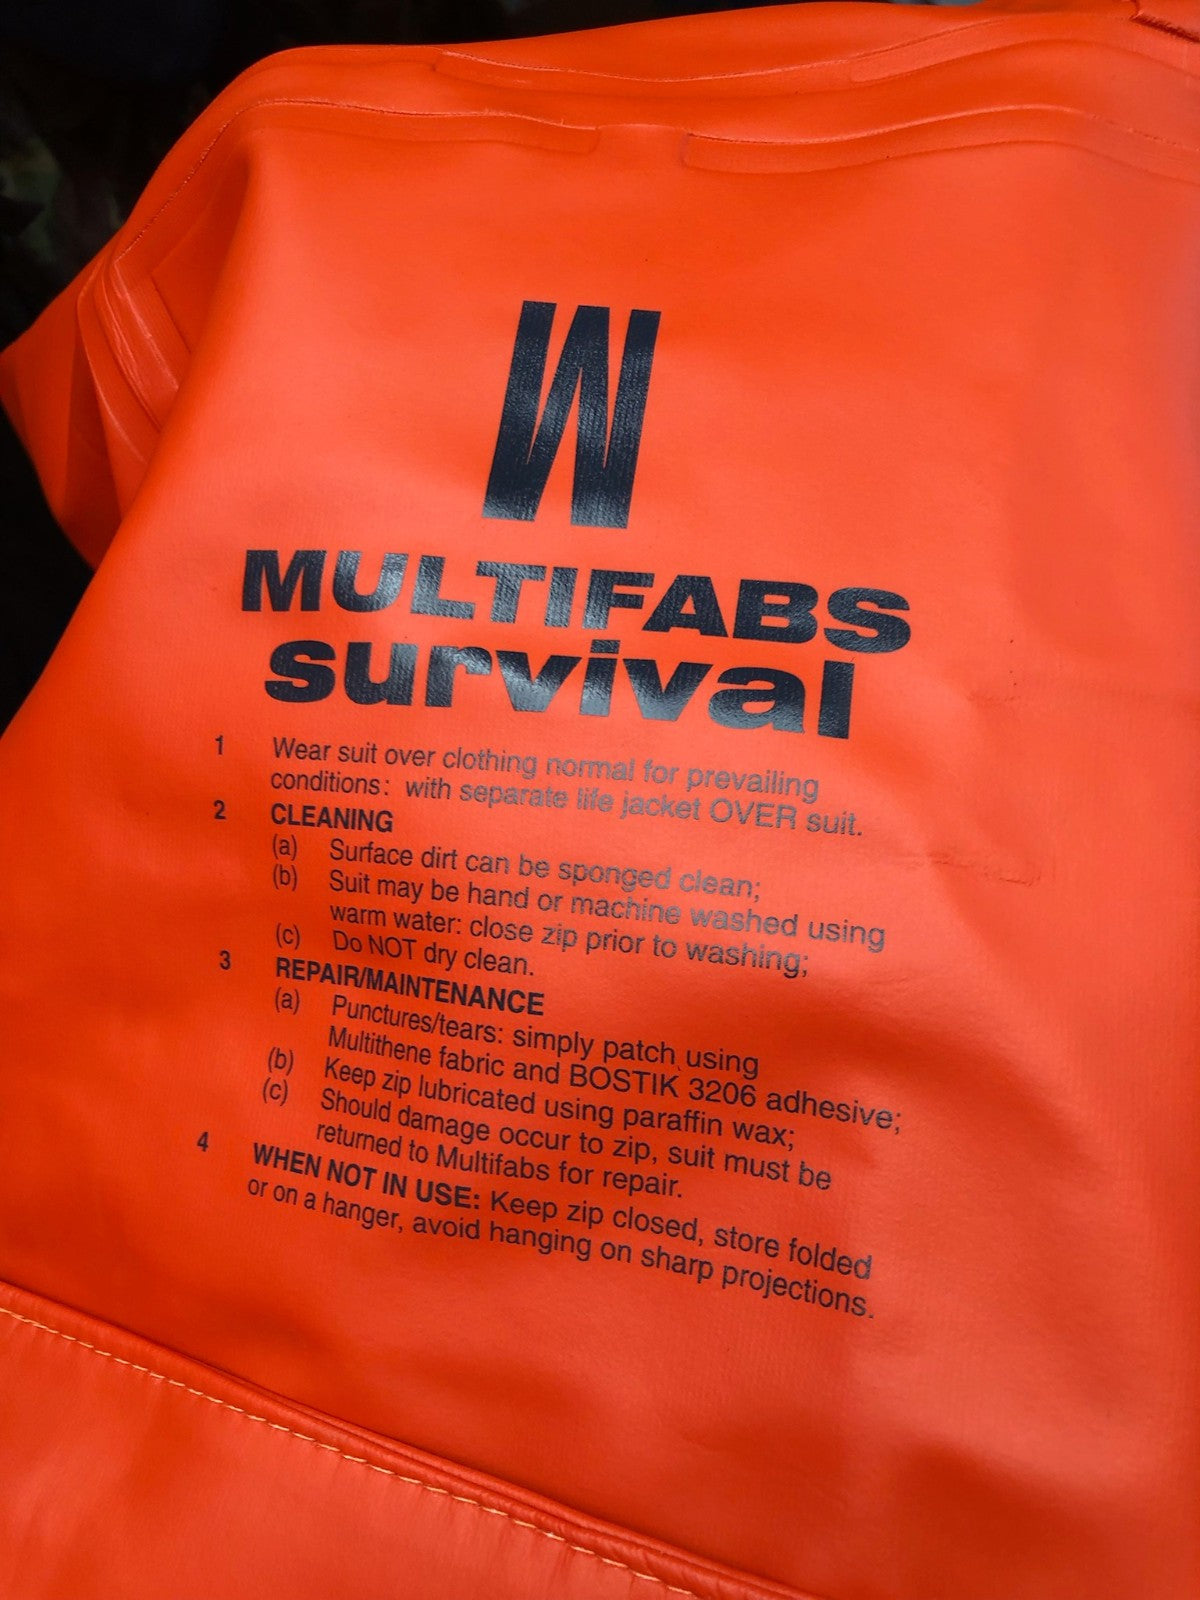 MULTIFABS
survival
1 Wear suit over clothing normal for prevailing
conditions: with separate life jacket OVER suit.
2 CLEANING
(a) Surface dirt can be sponged clean;
(b) Suit may be hand or machine washed using
warm water: close zip prior to washing;
(c) Do NOT dry clean.
3 REPAIR/MAINTENANCE
(a) Punctures/tears: simply patch using
Multithene fabric and BOSTIK 3206 adhesive;
(b) Keep zip lubricated using paraffin wax;
(c) Should damage occur to zip, suit must be
returned to Multifabs for repair.
4 WHEN NOT IN USE: Keep zip closed, store folded
or on a hanger, avoid hanging on sharp projections.